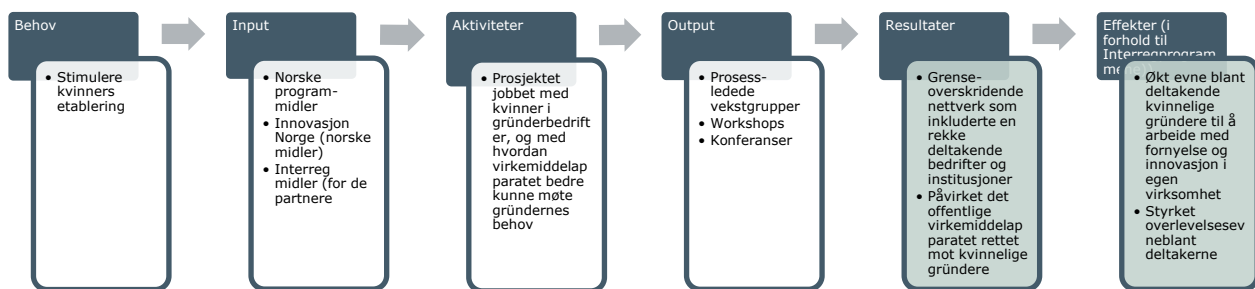 Behov
• Stimulere
kvinners
etablering
Input
• Norske
program-
midler
• Innovasjon
Norge (norske
midler)
• Interreg
midler (for de
partnere
Aktiviteter
• Prosjektet
jobbet med
kvinner i
gründerbedrift
er, og med
hvordan
virkemiddelap
paratet bedre
kunne møte
gründernes
behov
Output
• Prosess-
ledede
vekstgrupper
• Workshops
• Konferanser
Resultater
• Grense-
overskridende
nettverk som
inkluderte en
rekke
deltakende
bedrifter og
institusjoner
• Påvirket det
offentlige
virkemiddelap
paratet rettet
mot kvinnelige
gründere
Effekter (i
forhold til
Interregprogram
mene))
• Økt evne blant
deltakende
kvinnelige
gründere til å
arbeide med
fornyelse og
innovasjon i
egen
virksomhet
• Styrket
overlevelsesev
neblant
deltakerne